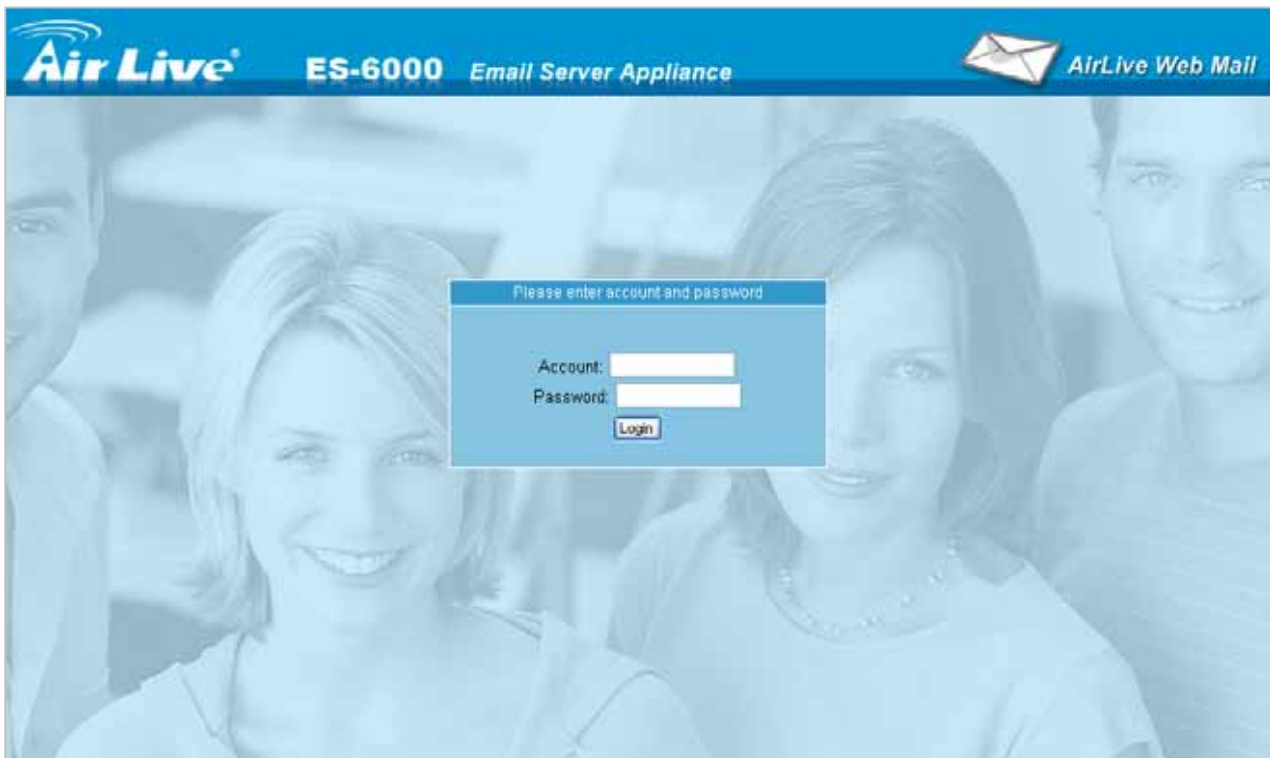 Air Live® ES-6000 Email Server Appliance AirLive Web Mail
Please enter account and password
Account:
Password:
Login